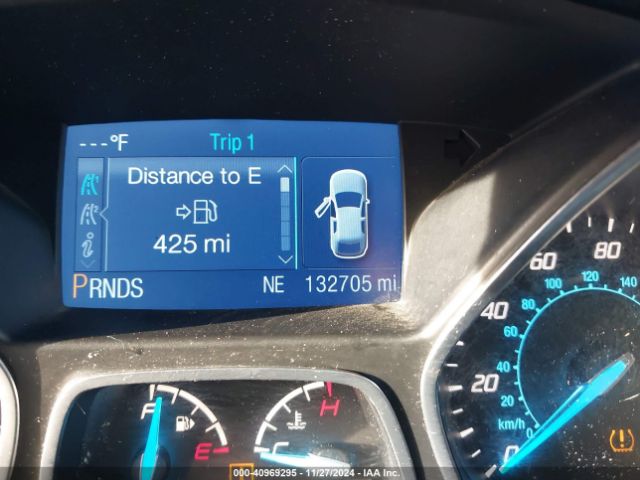 ---°F Trip 1
Distance to E
425 mi
PRNDS NE 132705 mi
F E
H C
0 20 40 60 80
km/h 0 20 40 60 80 100 120 140
000-40969295 - 11/27/2024 - IAA Inc.